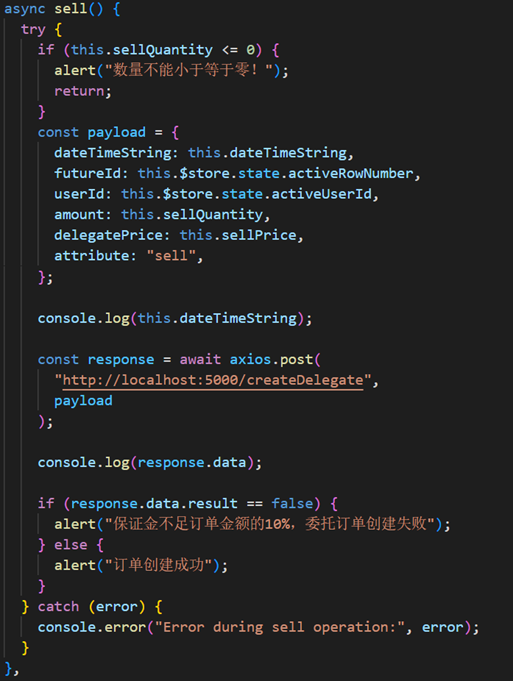 async sell() {
try {
if (this.sellQuantity <= 0) {
alert("数量不能小于等于零！");
return;
}
const payload = {
dateTimeString: this.dateTimeString,
futureId: this.$store.state.activeRowNumber,
userId: this.$store.state.activeUserId,
amount: this.sellQuantity,
delegatePrice: this.sellPrice,
attribute: "sell",
};
console.log(this.dateTimeString);
const response = await axios.post(
"http://localhost:5000/createDelegate",
payload
);
console.log(response.data);
if (response.data.result == false) {
alert("保证金不足订单金额的10%，委托订单创建失败");
} else {
alert("订单创建成功");
}
} catch (error) {
console.error("Error during sell operation:", error);
}
},